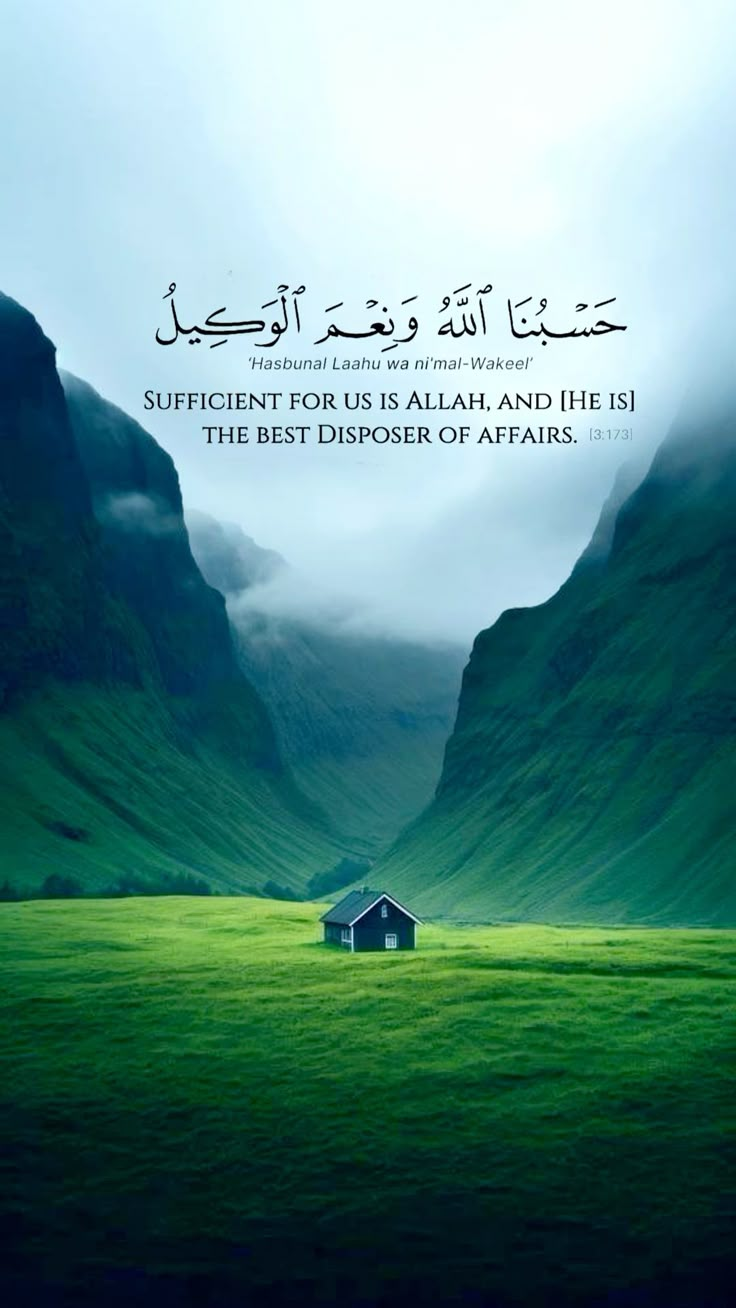 حَسْبُنَا ٱللَّهُ وَنِعْمَ ٱلْوَكِيلُ
‘Hasbunal Laahu wa ni'mal-Wakeel’
SUFFICIENT FOR US IS ALLAH, AND [HE IS]
THE BEST DISPOSER OF AFFAIRS. [3:173]